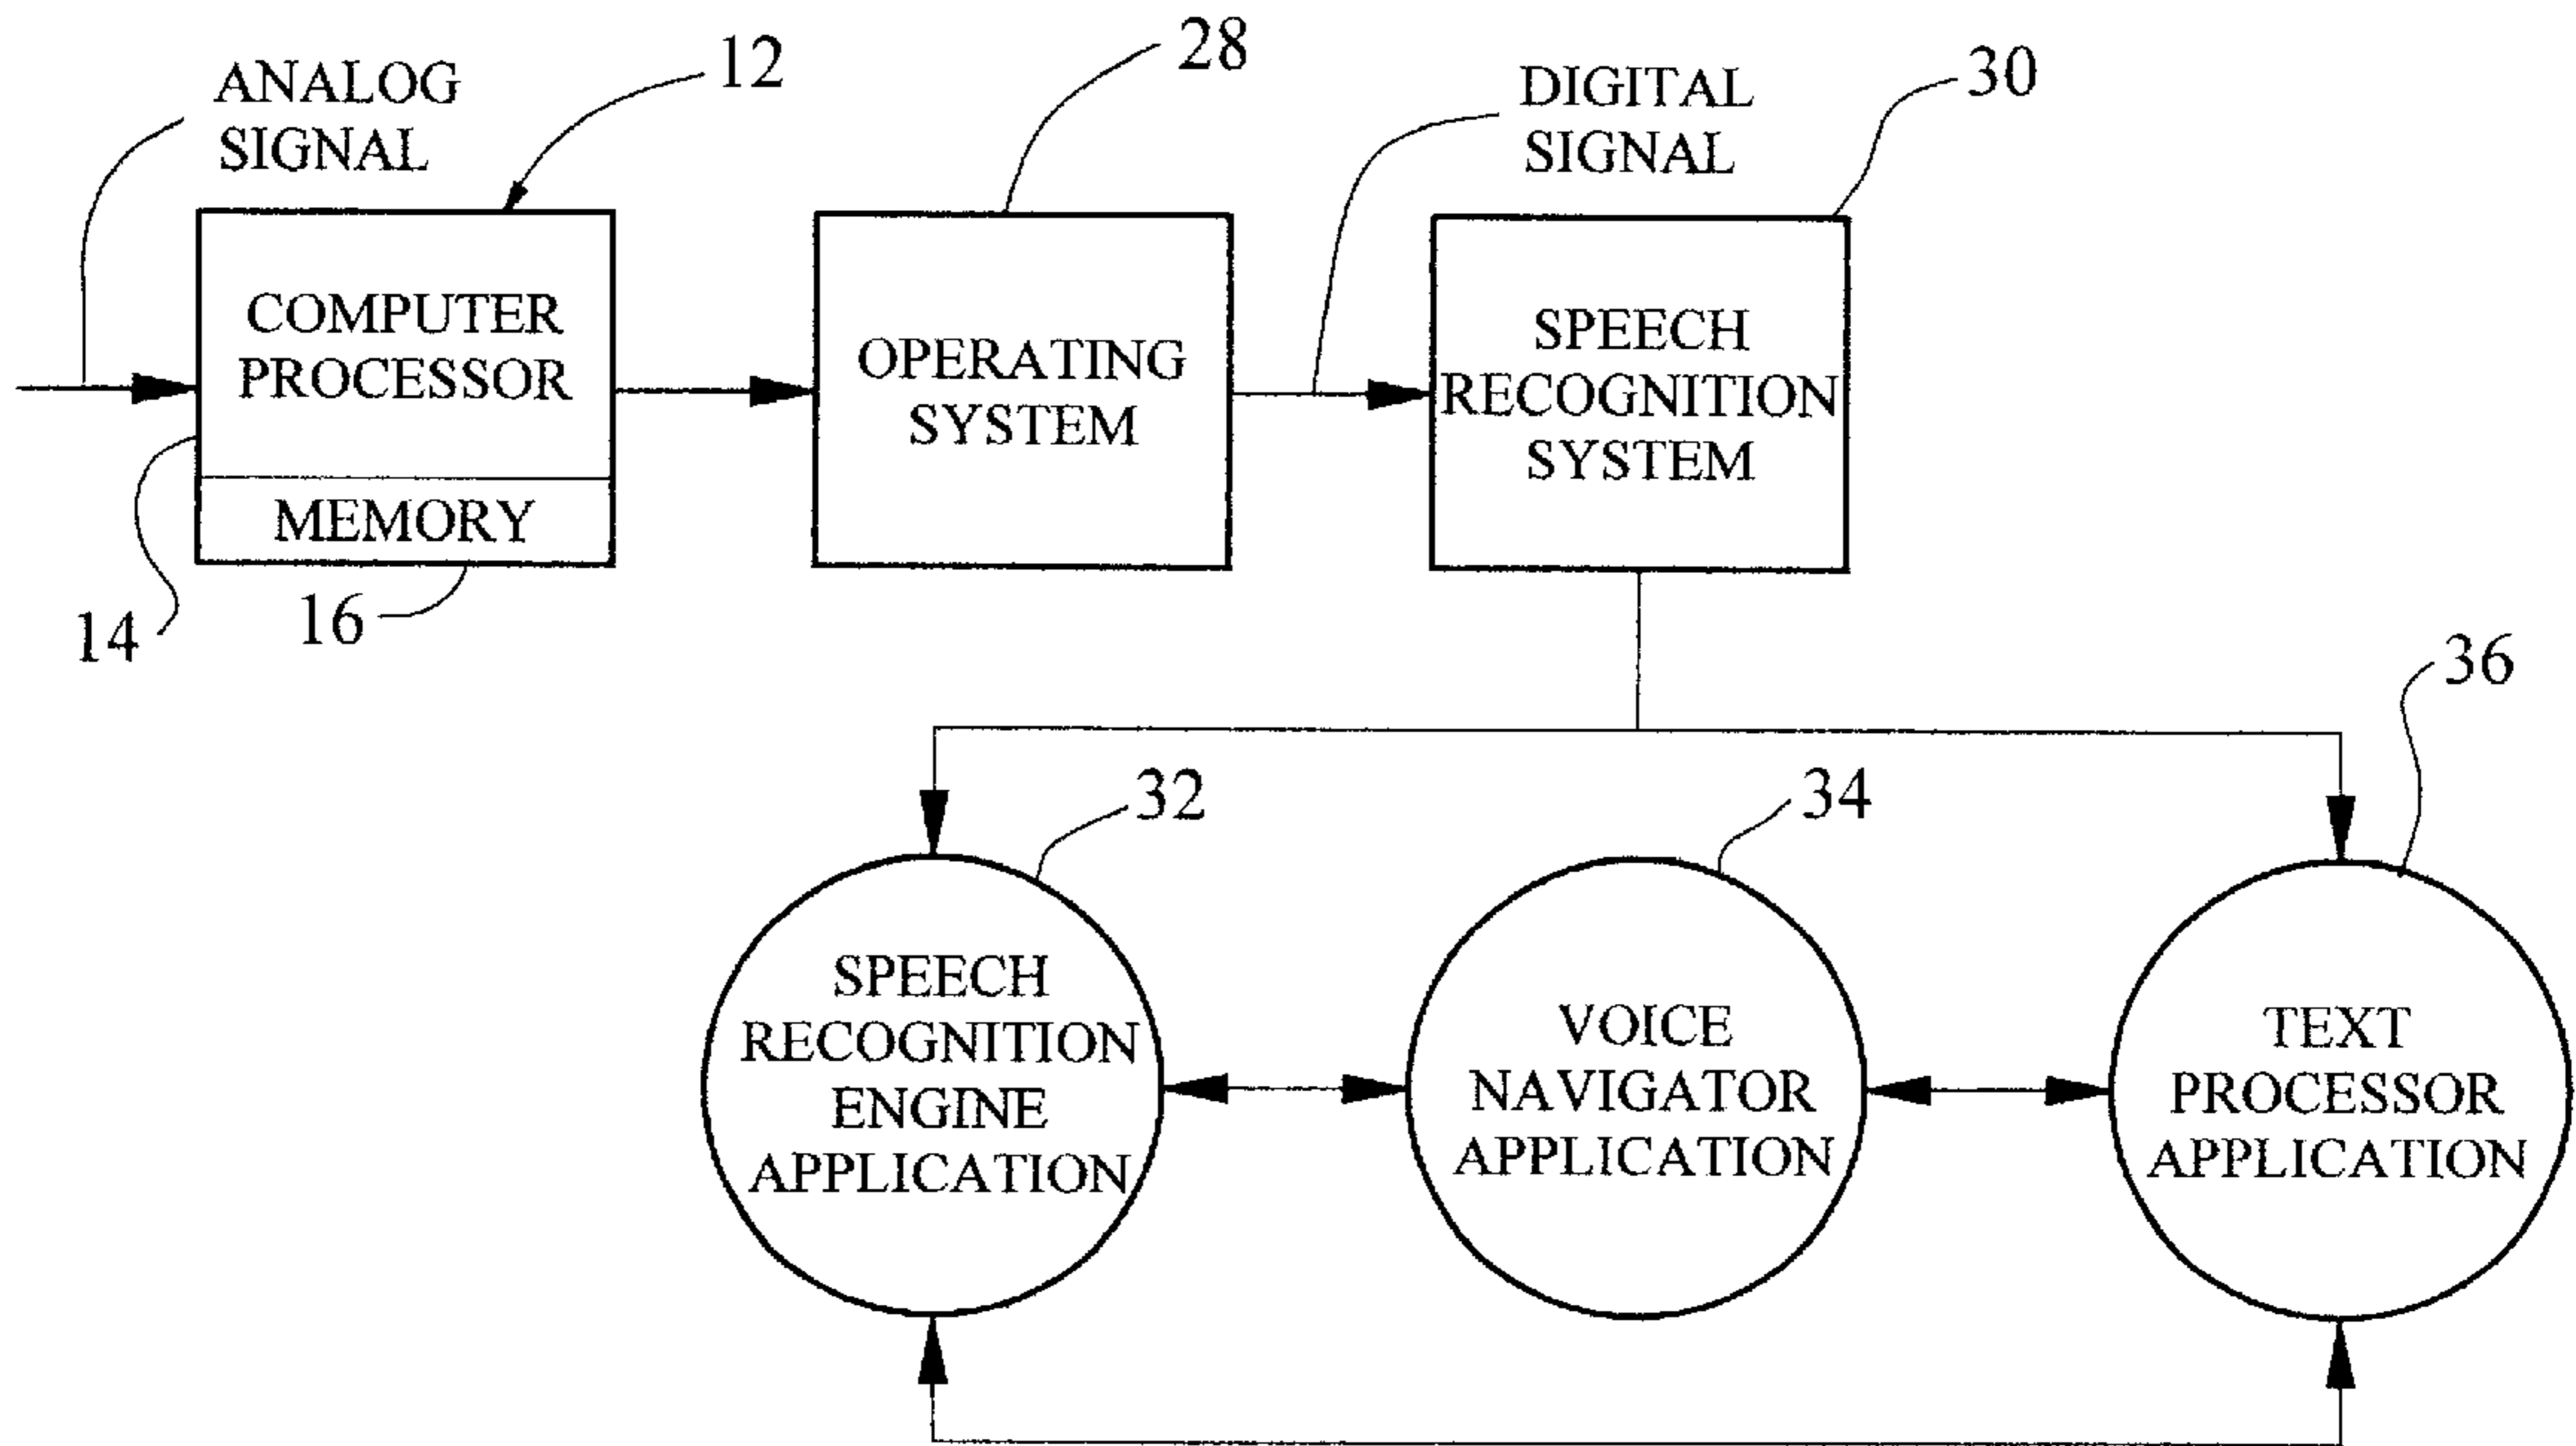 ANALOG
SIGNAL
12
28
DIGITAL
SIGNAL
30
COMPUTER
PROCESSOR
MEMORY
14
16
OPERATING
SYSTEM
SPEECH
RECOGNITION
SYSTEM
32
34
36
SPEECH
RECOGNITION
ENGINE
APPLICATION
VOICE
NAVIGATOR
APPLICATION
TEXT
PROCESSOR
APPLICATION